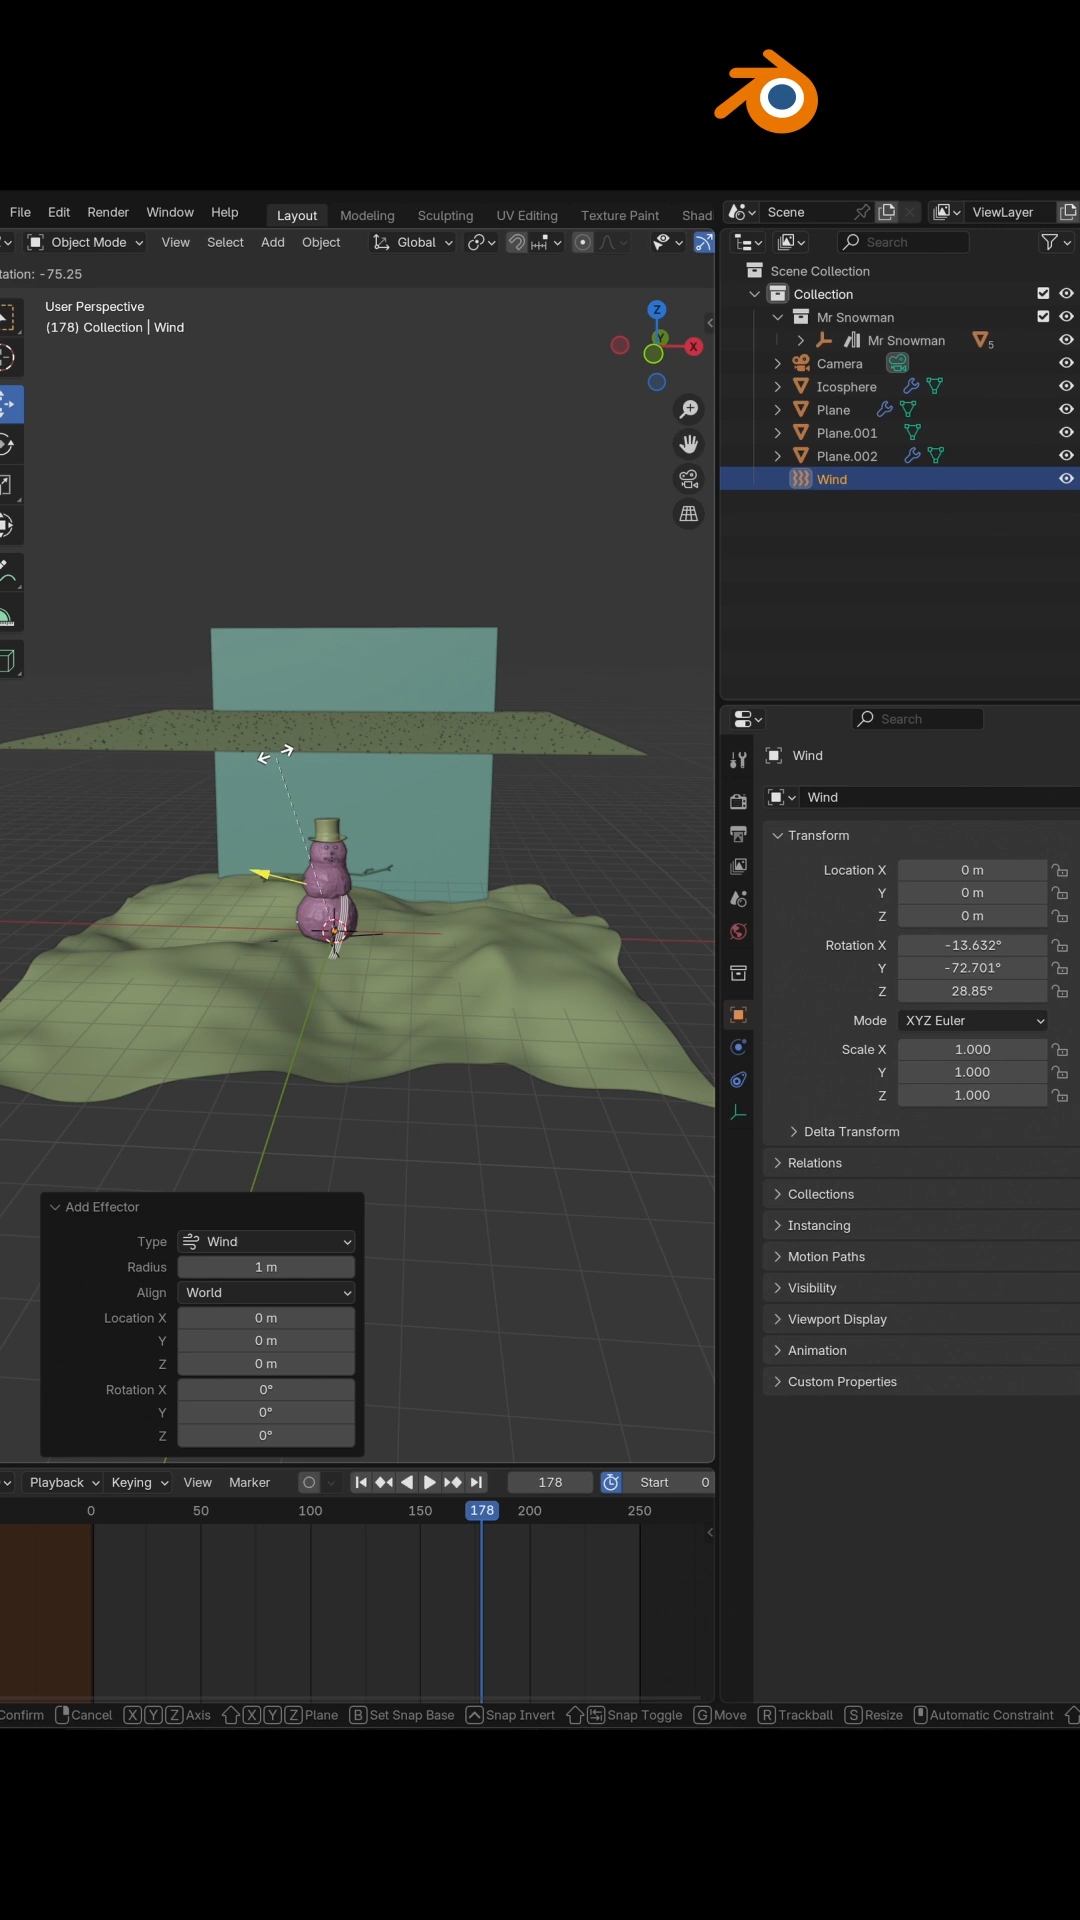 File Edit Render Window Help Layout Modeling Sculpting UV Editing Texture Paint Shad Scene ViewLayer
Object Mode View Select Add Object Global Search
tation: -75.25
Scene Collection
Collection
User Perspective
(178) Collection | Wind
Z
Y
X
Mr Snowman
Mr Snowman 5
Camera
Icosphere
Plane
Plane.001
Plane.002
Wind
Search
Wind
Wind
Transform
Location X 0 m
Y 0 m
Z 0 m
Rotation X -13.632°
Y -72.701°
Z 28.85°
Mode XYZ Euler
Scale X 1.000
Y 1.000
Z 1.000
Delta Transform
Relations
Collections
Instancing
Motion Paths
Visibility
Viewport Display
Animation
Custom Properties
Add Effector
Type Wind
Radius 1 m
Align World
Location X 0 m
Y 0 m
Z 0 m
Rotation X 0°
Y 0°
Z 0°
Playback Keying View Marker 178 Start 0
0 50 100 150 178 200 250
Confirm Cancel X Y Z Axis X Y Z Plane B Set Snap Base Snap Invert Snap Toggle G Move R Trackball S Resize Automatic Constraint